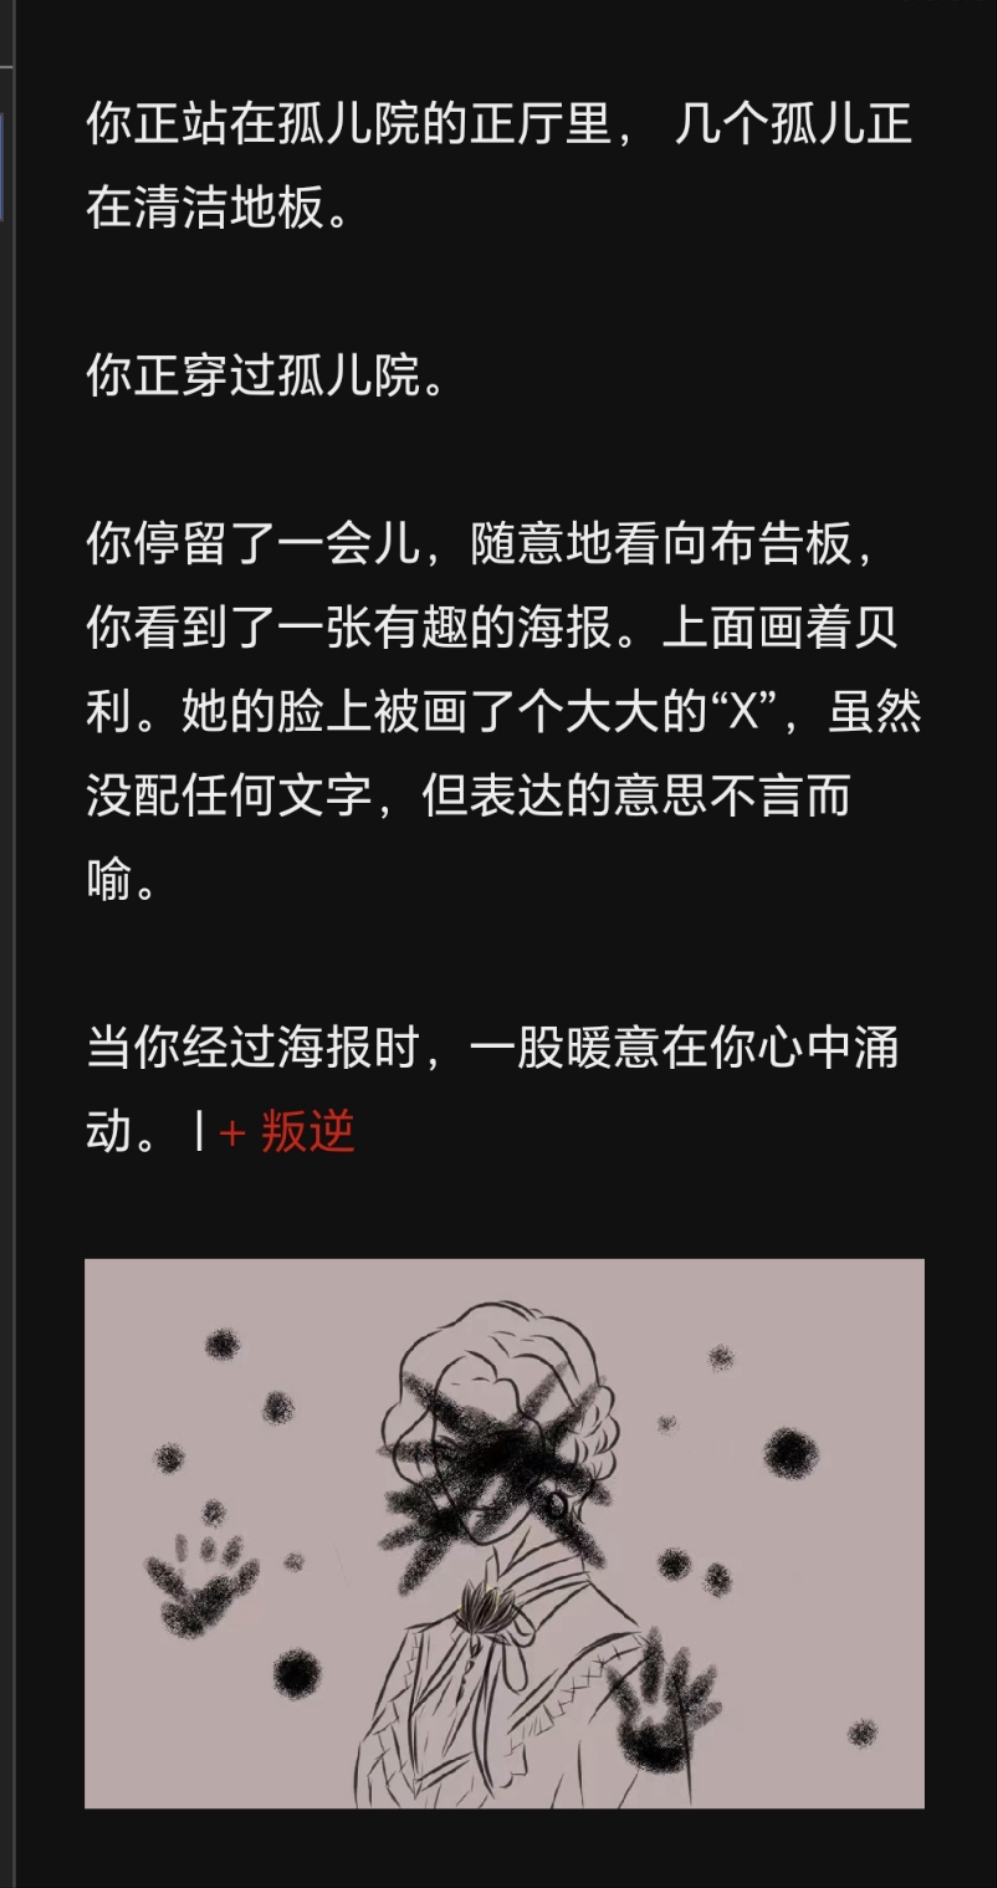 你正站在孤儿院的正厅里， 几个孤儿正
在清洁地板。
你正穿过孤儿院。
你停留了一会儿，随意地看向布告板，
你看到了一张有趣的海报。上面画着贝
利。她的脸上被画了个大大的“X”，虽然
没配任何文字，但表达的意思不言而
喻。
当你经过海报时，一股暖意在你心中涌
动。 | + 叛逆